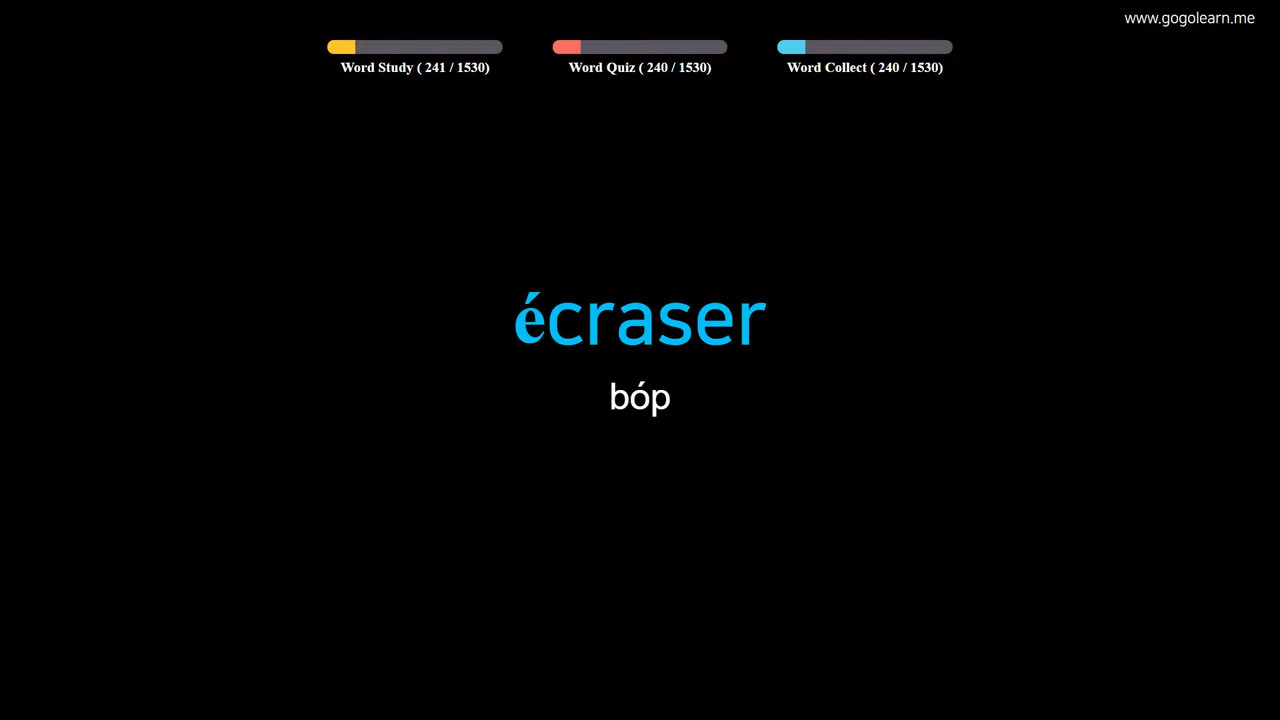 www.gogolearn.me
Word Study ( 241 / 1530)
Word Quiz ( 240 / 1530)
Word Collect ( 240 / 1530)
écraser
bóp